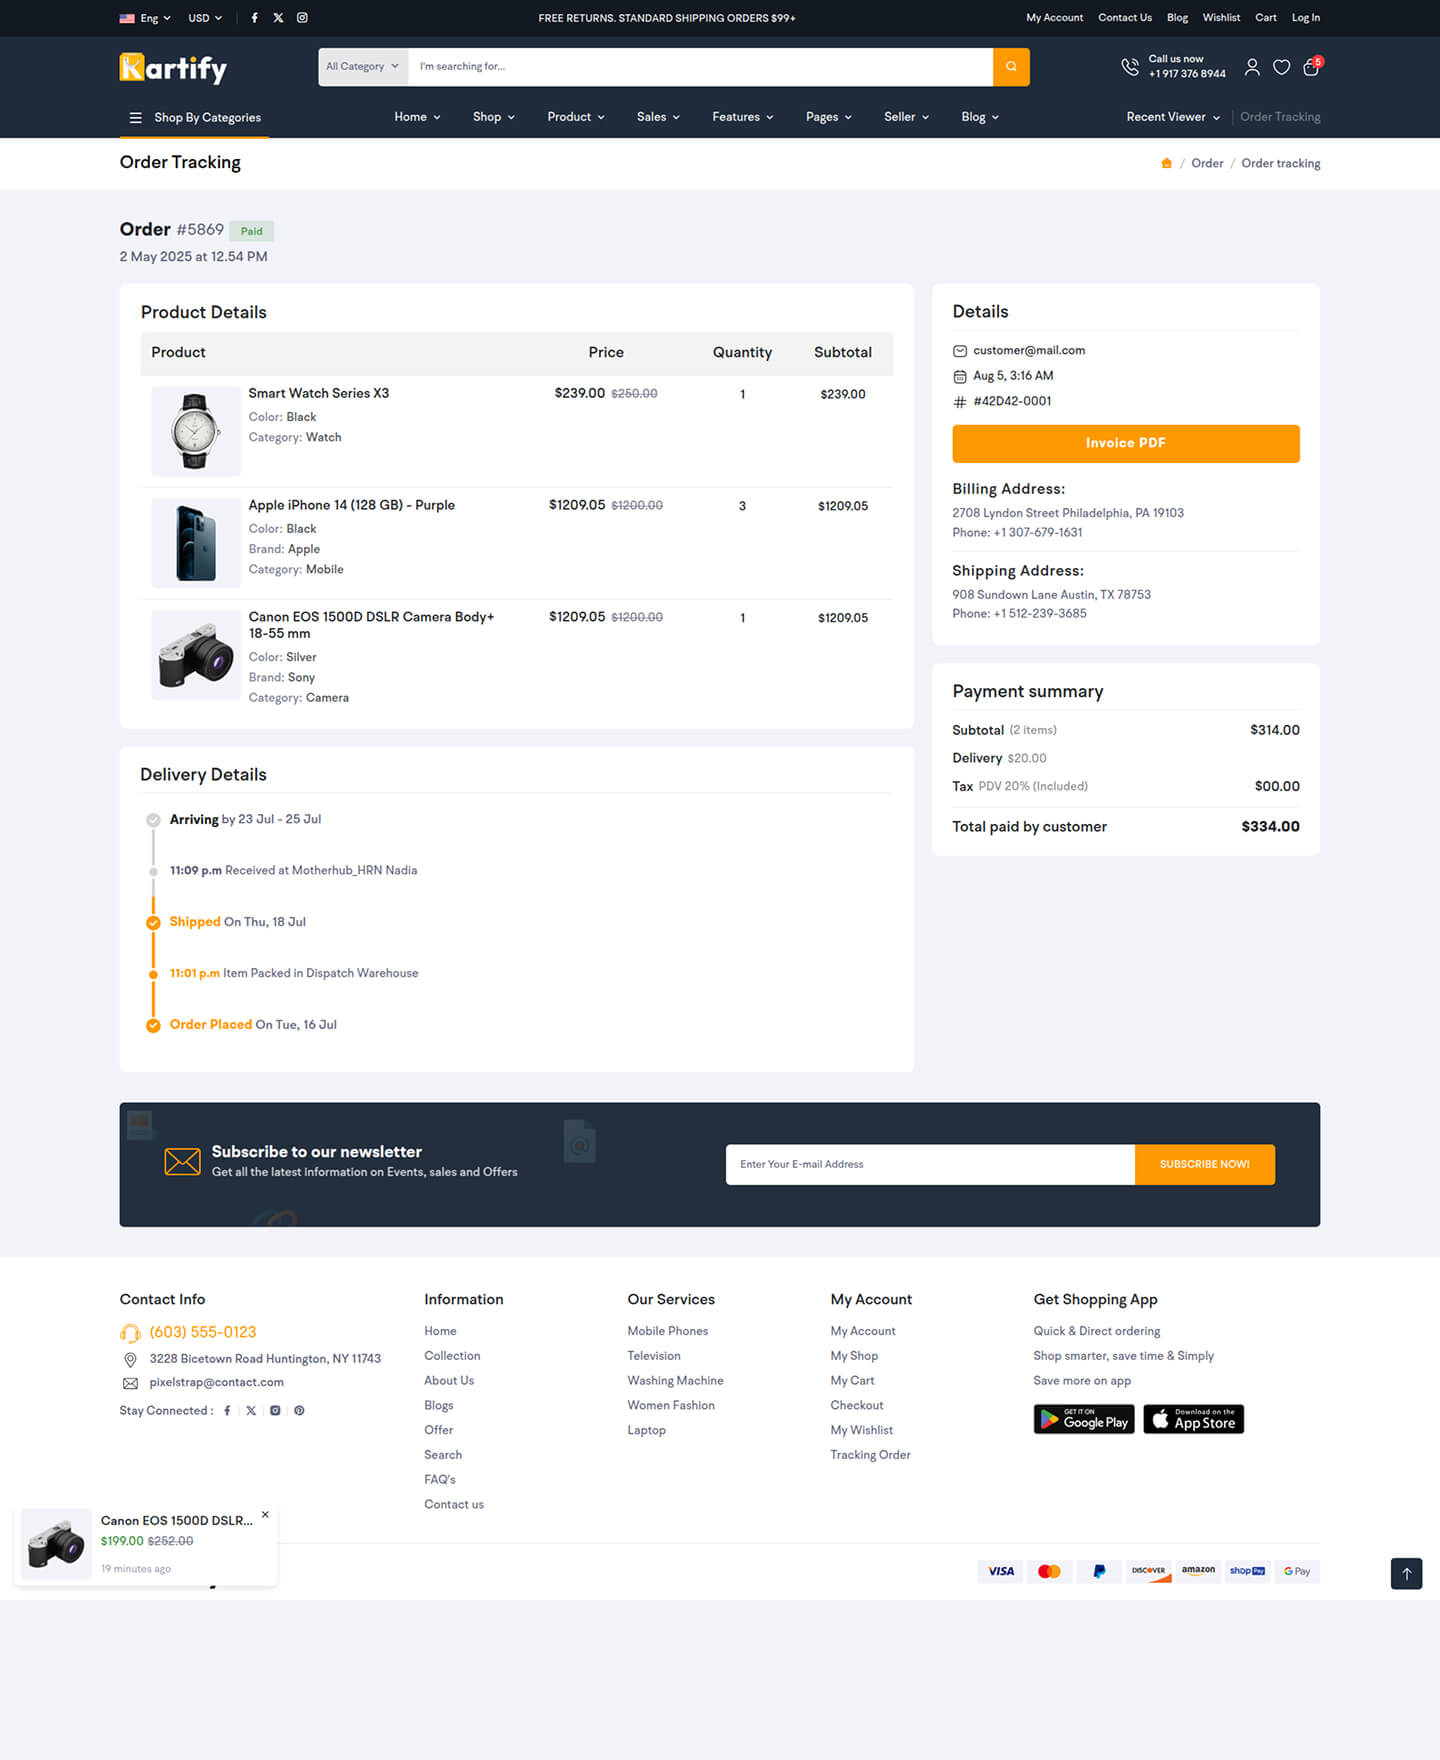 Eng USD FREE RETURNS. STANDARD SHIPPING ORDERS $99+ My Account Contact Us Blog Wishlist Cart Log In
Kartify All Category I'm searching for... Call us now
+1 917 376 8944 5
Shop By Categories Home Shop Product Sales Features Pages Seller Blog Recent Viewer Order Tracking
Order Tracking / Order / Order tracking
Order #5869 Paid
2 May 2025 at 12.54 PM
Product Details
Product Price Quantity Subtotal
Smart Watch Series X3 $239.00 $250.00 1 $239.00
Color: Black
Category: Watch
Apple iPhone 14 (128 GB) - Purple $1209.05 $1200.00 3 $1209.05
Color: Black
Brand: Apple
Category: Mobile
Canon EOS 1500D DSLR Camera Body+ $1209.05 $1200.00 1 $1209.05
18-55 mm
Color: Silver
Brand: Sony
Category: Camera
Details
customer@mail.com
Aug 5, 3:16 AM
#42D42-0001
Invoice PDF
Billing Address:
2708 Lyndon Street Philadelphia, PA 19103
Phone: +1 307-679-1631
Shipping Address:
908 Sundown Lane Austin, TX 78753
Phone: +1 512-239-3685
Payment summary
Subtotal (2 items) $314.00
Delivery $20.00
Tax PDV 20% (Included) $00.00
Total paid by customer $334.00
Delivery Details
Arriving by 23 Jul - 25 Jul
11:09 p.m Received at Motherhub_HRN Nadia
Shipped On Thu, 18 Jul
11:01 p.m Item Packed in Dispatch Warehouse
Order Placed On Tue, 16 Jul
Subscribe to our newsletter
Get all the latest information on Events, sales and Offers
Enter Your E-mail Address SUBSCRIBE NOW!
Contact Info
(603) 555-0123
3228 Bicetown Road Huntington, NY 11743
pixelstrap@contact.com
Stay Connected :
Information
Home
Collection
About Us
Blogs
Offer
Search
FAQ's
Contact us
Our Services
Mobile Phones
Television
Washing Machine
Women Fashion
Laptop
My Account
My Account
My Shop
My Cart
Checkout
My Wishlist
Tracking Order
Get Shopping App
Quick & Direct ordering
Shop smarter, save time & Simply
Save more on app
GET IT ON
Google Play
Download on the
App Store
Canon EOS 1500D DSLR...
$199.00 $252.00
19 minutes ago
VISA DISCOVER amazon shop Pay G Pay